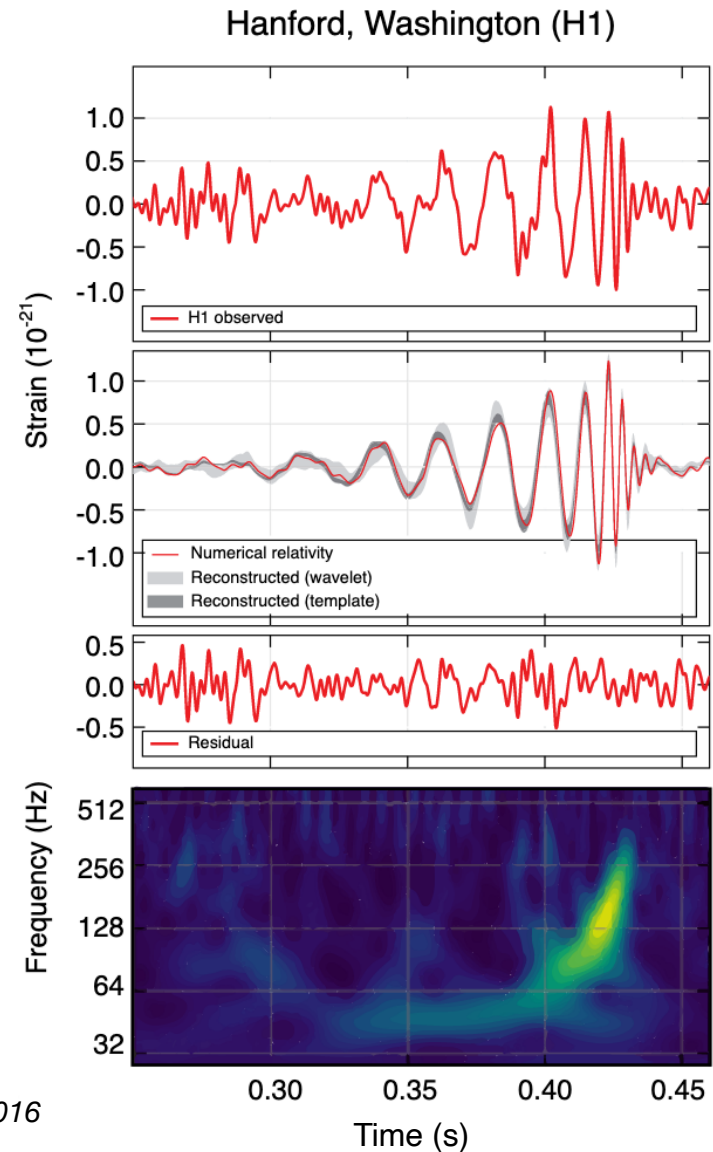 Hanford, Washington (H1)
Strain (10-21)
1.0
0.5
0.0
-0.5
-1.0
H1 observed
1.0
0.5
0.0
-0.5
-1.0
Numerical relativity
Reconstructed (wavelet)
Reconstructed (template)
0.5
0.0
-0.5
Residual
Frequency (Hz)
512
256
128
64
32
0.30 0.35 0.40 0.45
Time (s)
016